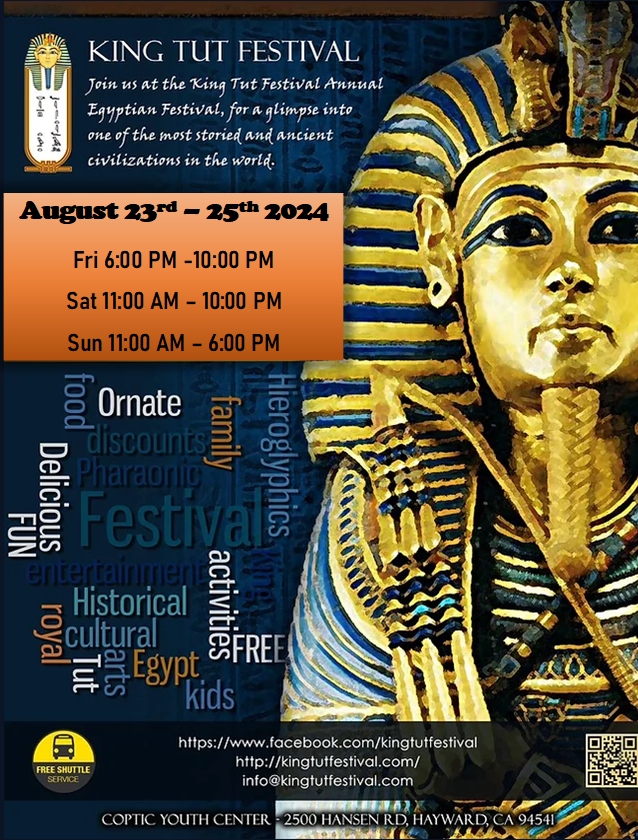 KING TUT FESTIVAL
Join us at the King Tut Festival Annual
Egyptian Festival, for a glimpse into
one of the most storied and ancient
civilizations in the world.
August 23rd – 25th 2024
Fri 6:00 PM -10:00 PM
Sat 11:00 AM – 10:00 PM
Sun 11:00 AM – 6:00 PM
food
Ornate
family
Hieroglyphics
discounts
Delicious
Pharaonic
FUN
Festival
King
entertainment
activities
Historical
royal
cultural
FREE
Tut
arts
Egypt
kids
https://www.facebook.com/kingtutfestival
http://kingtutfestival.com/
info@kingtutfestival.com
FREE SHUTTLE
SERVICE
COPTIC YOUTH CENTER - 2500 HANSEN RD, HAYWARD, CA 94541